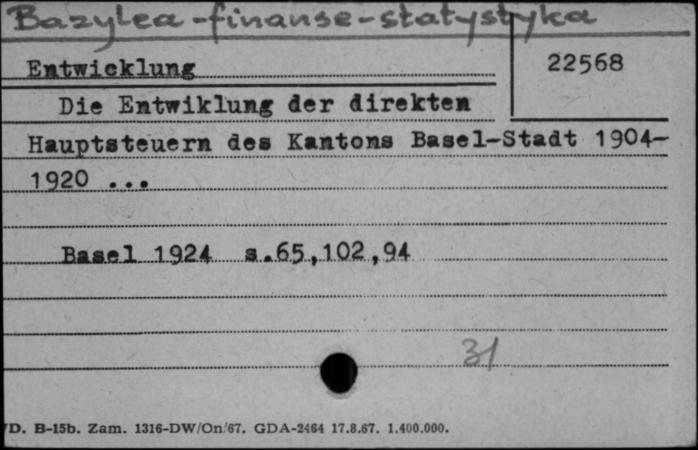 Bazylea-finanse-statystyka
Entwicklung
22568
Die Entwiklung der direkten
Hauptsteuern des Kantons Basel-Stadt 1904-
1920 ...
Basel 1924 s.65,102,94
31
D. B-15b. Zam. 1316-DW/On/67. GDA-2464 17.8.67. 1.400.000.